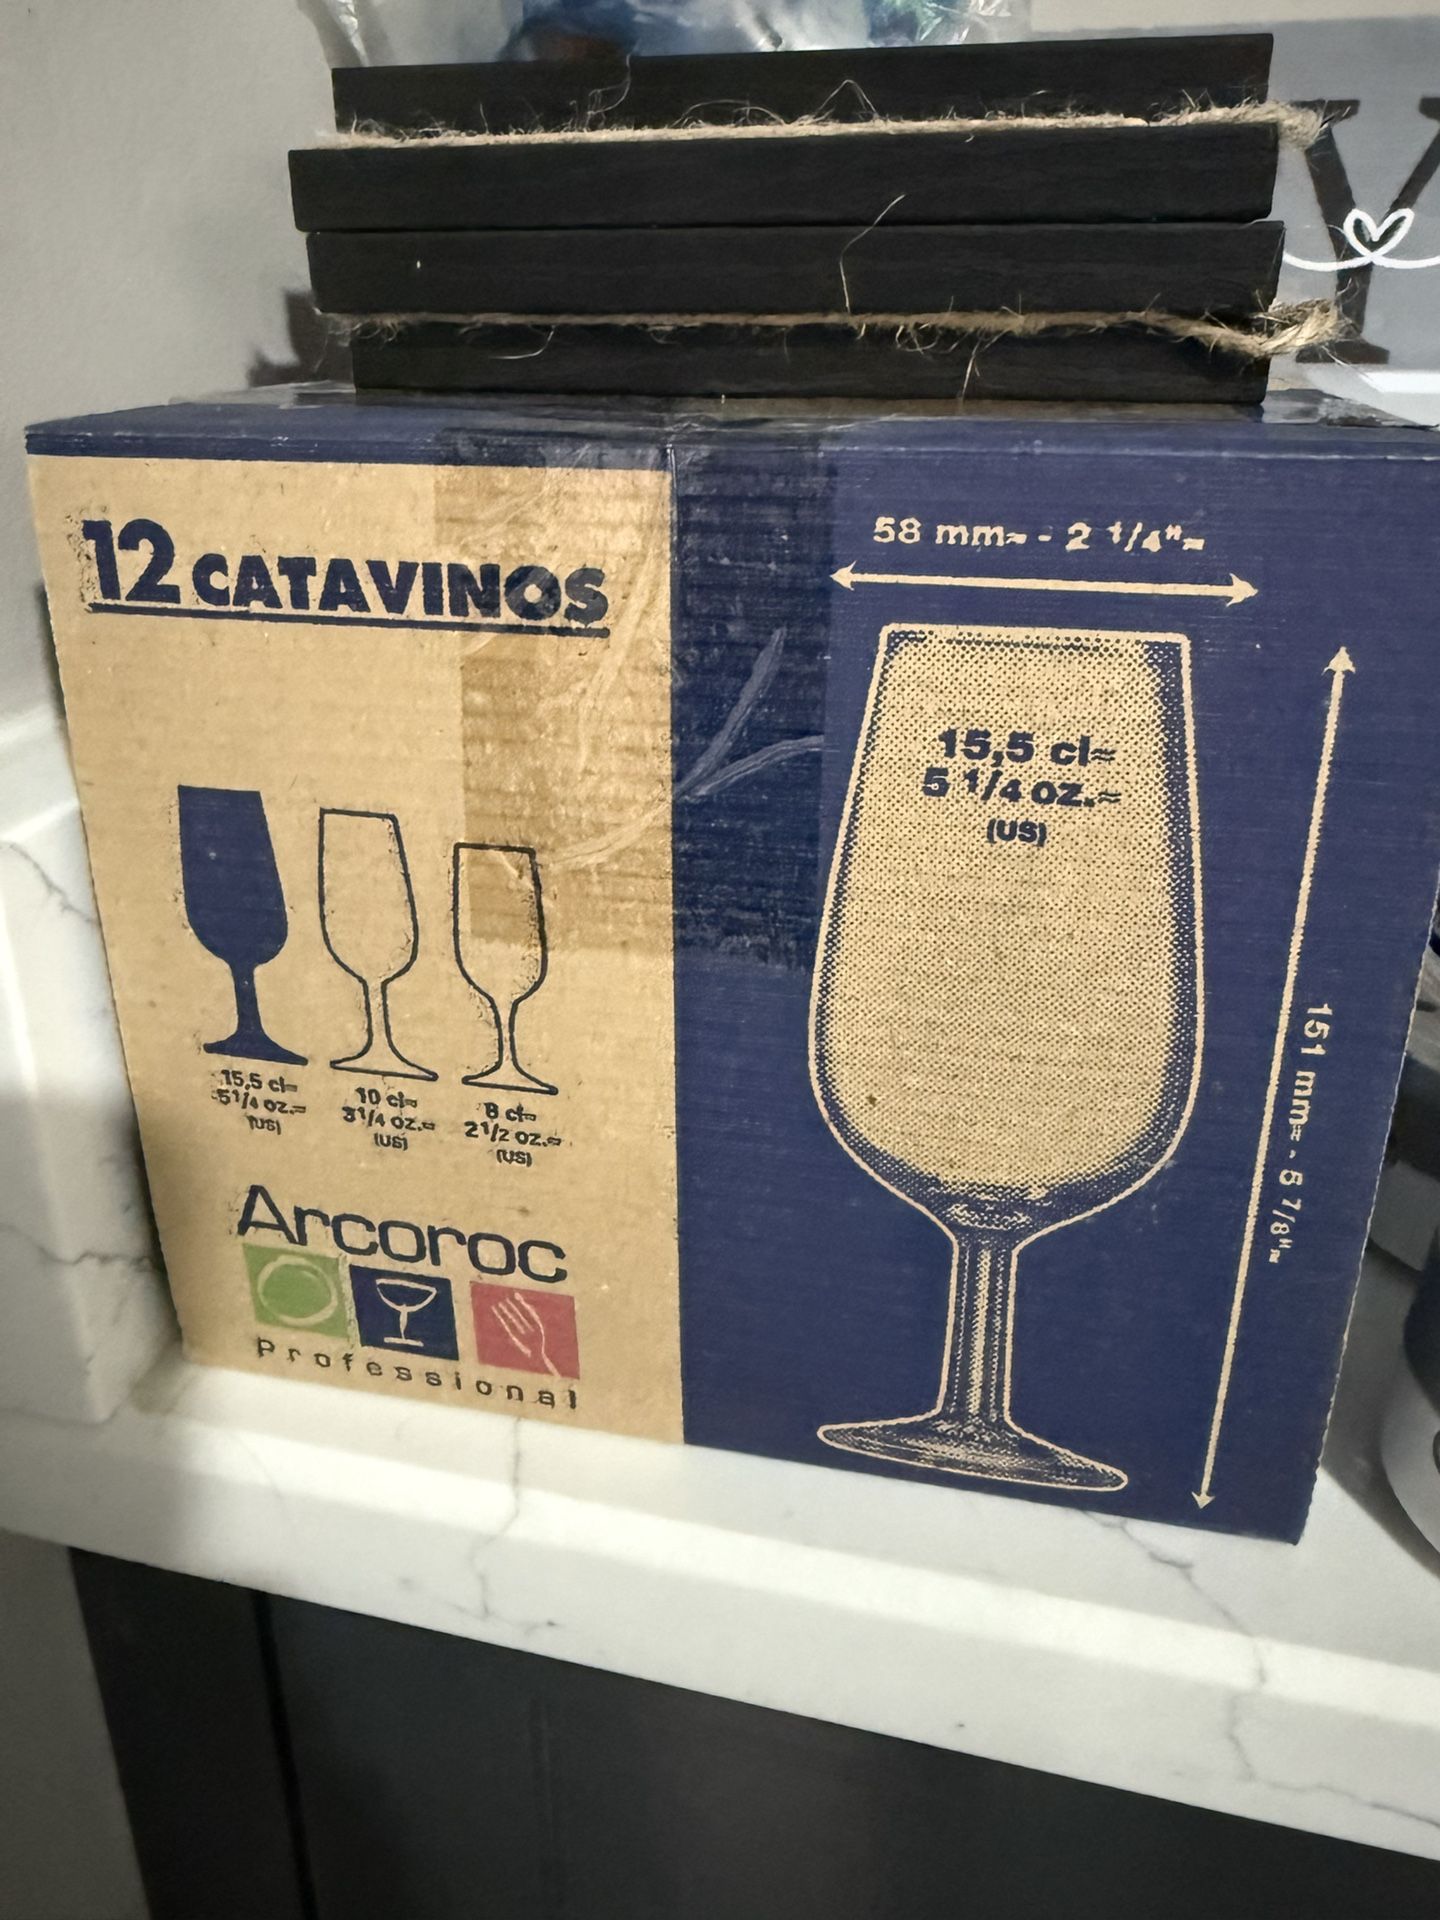 12 CATAVINOS
58 mm≈ - 2 1/4"≈
15,5 cl≈
5 1/4 oz.≈
(US)
151 mm≈ - 5 7/8"≈
15,5 cl≈
5 1/4 oz.≈
(US)
10 cl≈
3 1/4 oz.≈
(US)
8 cl≈
2 1/2 oz.≈
(US)
Arcoroc
Professional